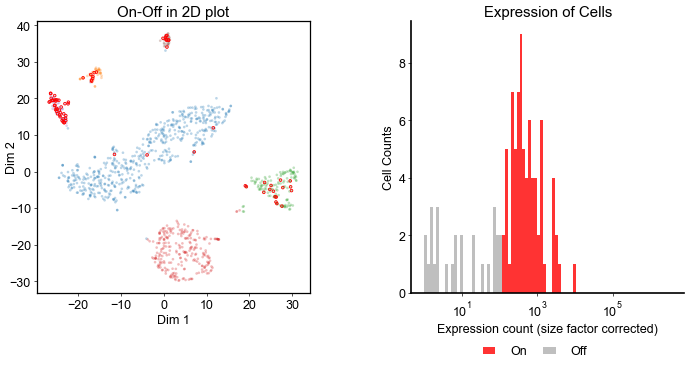 On-Off in 2D plot
40
30
20
10
0
−10
−20
−30
Dim 2
−20
−10
0
10
20
30
Dim 1
Expression of Cells
8
6
4
2
0
Cell Counts
10¹
10³
10⁵
Expression count (size factor corrected)
On
Off